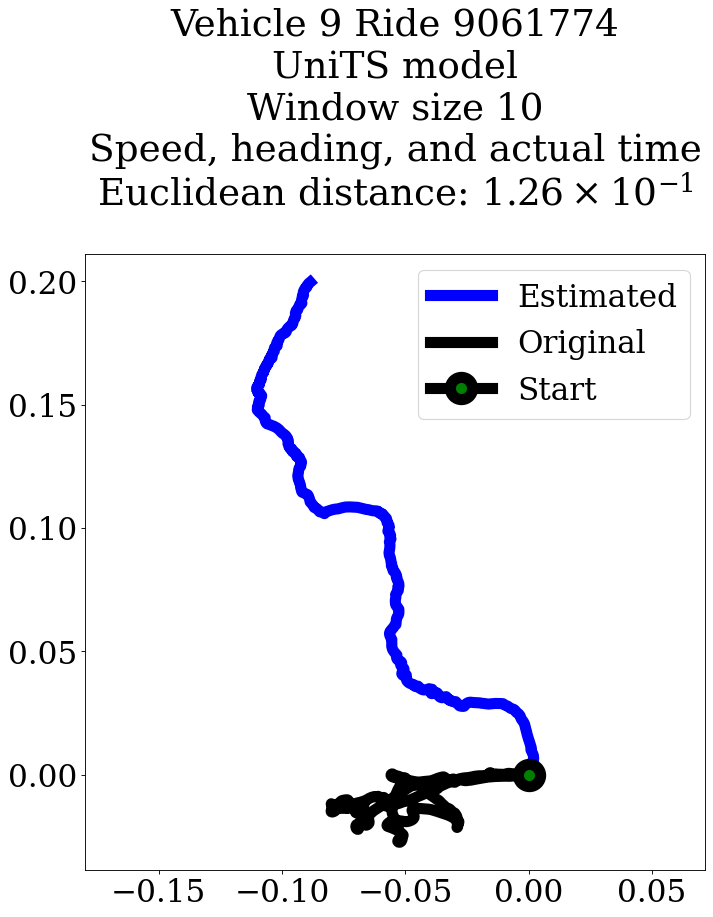 Vehicle 9 Ride 9061774
UniTS model
Window size 10
Speed, heading, and actual time
Euclidean distance: 1.26 × 10⁻¹
Estimated
Original
Start
0.20
0.15
0.10
0.05
0.00
−0.15 −0.10 −0.05 0.00 0.05